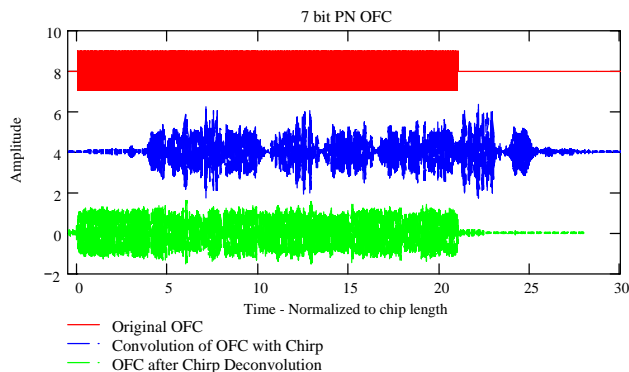 7 bit PN OFC
10
8
6
4
2
0
−2
Amplitude
0 5 10 15 20 25 30
Time - Normalized to chip length
Original OFC
Convolution of OFC with Chirp
OFC after Chirp Deconvolution